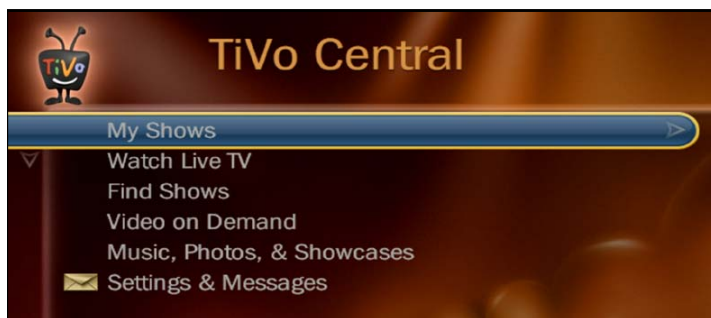 TiVo
TiVo Central
My Shows
Watch Live TV
Find Shows
Video on Demand
Music, Photos, & Showcases
Settings & Messages